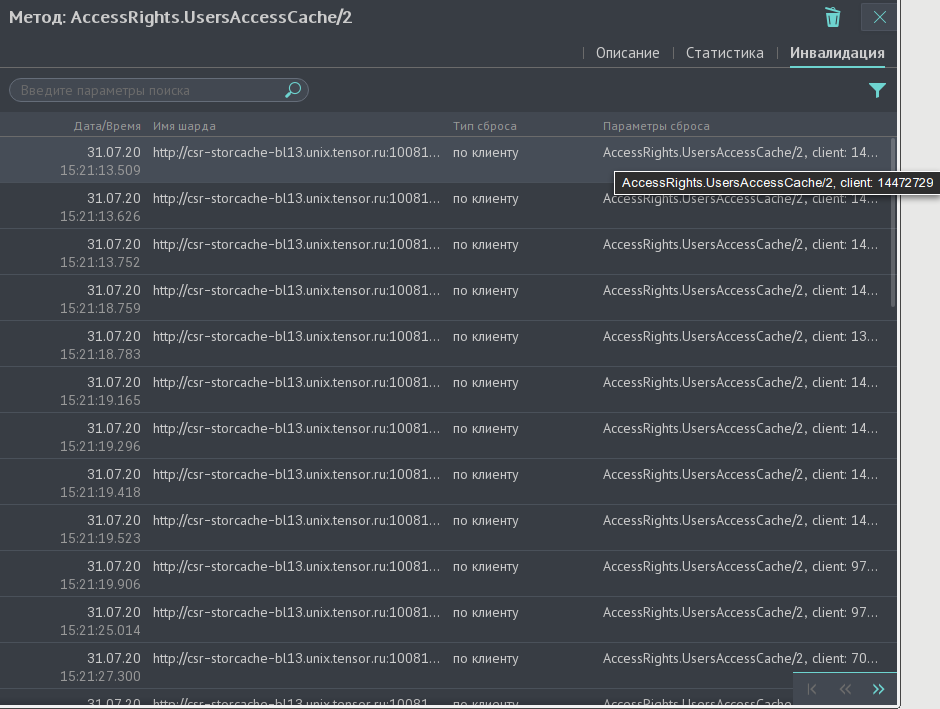 Метод: AccessRights.UsersAccessCache/2
Описание Статистика Инвалидация
Введите параметры поиска
Дата/Время Имя шарда Тип сброса Параметры сброса
31.07.20 http://csr-storcache-bl13.unix.tensor.ru:10081... по клиенту AccessRights.UsersAccessCache/2, client: 14...
15:21:13.509
AccessRights.UsersAccessCache/2, client: 14472729
31.07.20 http://csr-storcache-bl13.unix.tensor.ru:10081... по клиенту AccessRights.UsersAccessCache/2, client: 14...
15:21:13.626
31.07.20 http://csr-storcache-bl13.unix.tensor.ru:10081... по клиенту AccessRights.UsersAccessCache/2, client: 14...
15:21:13.752
31.07.20 http://csr-storcache-bl13.unix.tensor.ru:10081... по клиенту AccessRights.UsersAccessCache/2, client: 14...
15:21:18.759
31.07.20 http://csr-storcache-bl13.unix.tensor.ru:10081... по клиенту AccessRights.UsersAccessCache/2, client: 13...
15:21:18.783
31.07.20 http://csr-storcache-bl13.unix.tensor.ru:10081... по клиенту AccessRights.UsersAccessCache/2, client: 14...
15:21:19.165
31.07.20 http://csr-storcache-bl13.unix.tensor.ru:10081... по клиенту AccessRights.UsersAccessCache/2, client: 14...
15:21:19.296
31.07.20 http://csr-storcache-bl13.unix.tensor.ru:10081... по клиенту AccessRights.UsersAccessCache/2, client: 14...
15:21:19.418
31.07.20 http://csr-storcache-bl13.unix.tensor.ru:10081... по клиенту AccessRights.UsersAccessCache/2, client: 14...
15:21:19.523
31.07.20 http://csr-storcache-bl13.unix.tensor.ru:10081... по клиенту AccessRights.UsersAccessCache/2, client: 97...
15:21:19.906
31.07.20 http://csr-storcache-bl13.unix.tensor.ru:10081... по клиенту AccessRights.UsersAccessCache/2, client: 97...
15:21:25.014
31.07.20 http://csr-storcache-bl13.unix.tensor.ru:10081... по клиенту AccessRights.UsersAccessCache/2, client: 70...
15:21:27.300
31.07.20 http://csr-storcache-bl13.unix.tensor.ru:10081... по клиенту AccessRights.UsersAccessCache/2